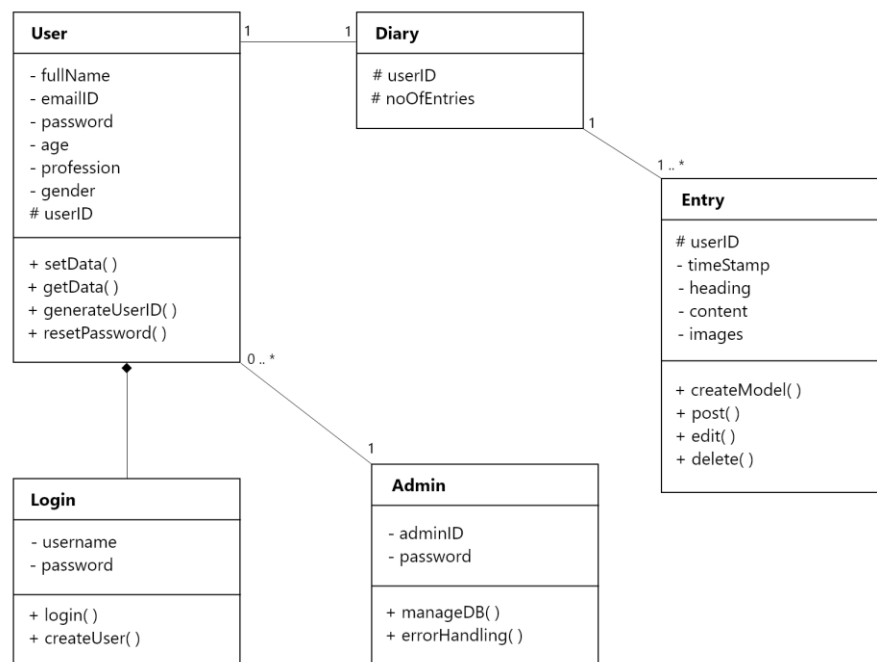 User
- fullName
- emailID
- password
- age
- profession
- gender
# userID
+ setData( )
+ getData( )
+ generateUserID( )
+ resetPassword( )
1
1
Diary
# userID
# noOfEntries
1
1 .. *
Entry
# userID
- timeStamp
- heading
- content
- images
+ createModel( )
+ post( )
+ edit( )
+ delete( )
0 .. *
1
Login
- username
- password
+ login( )
+ createUser( )
Admin
- adminID
- password
+ manageDB( )
+ errorHandling( )